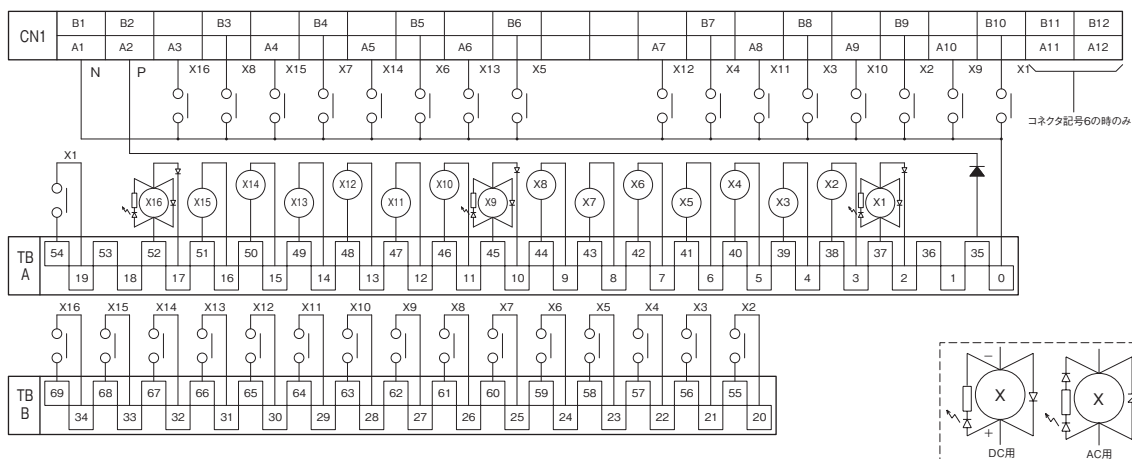 CN1 B1 B2 B3 B4 B5 B6 B7 B8 B9 B10 B11 B12
A1 A2 A3 A4 A5 A6 A7 A8 A9 A10 A11 A12
N P X16 X8 X15 X7 X14 X6 X13 X5 X12 X4 X11 X3 X10 X2 X9 X1
コネクタ記号6の時のみ
X1
X16 X15 X14 X13 X12 X11 X10 X9 X8 X7 X6 X5 X4 X3 X2 X1
TB A
54 53 52 51 50 49 48 47 46 45 44 43 42 41 40 39 38 37 36 35
19 18 17 16 15 14 13 12 11 10 9 8 7 6 5 4 3 2 1 0
X16 X15 X14 X13 X12 X11 X10 X9 X8 X7 X6 X5 X4 X3 X2
TB B
69 68 67 66 65 64 63 62 61 60 59 58 57 56 55
34 33 32 31 30 29 28 27 26 25 24 23 22 21 20
− X X
+
DC用 AC用